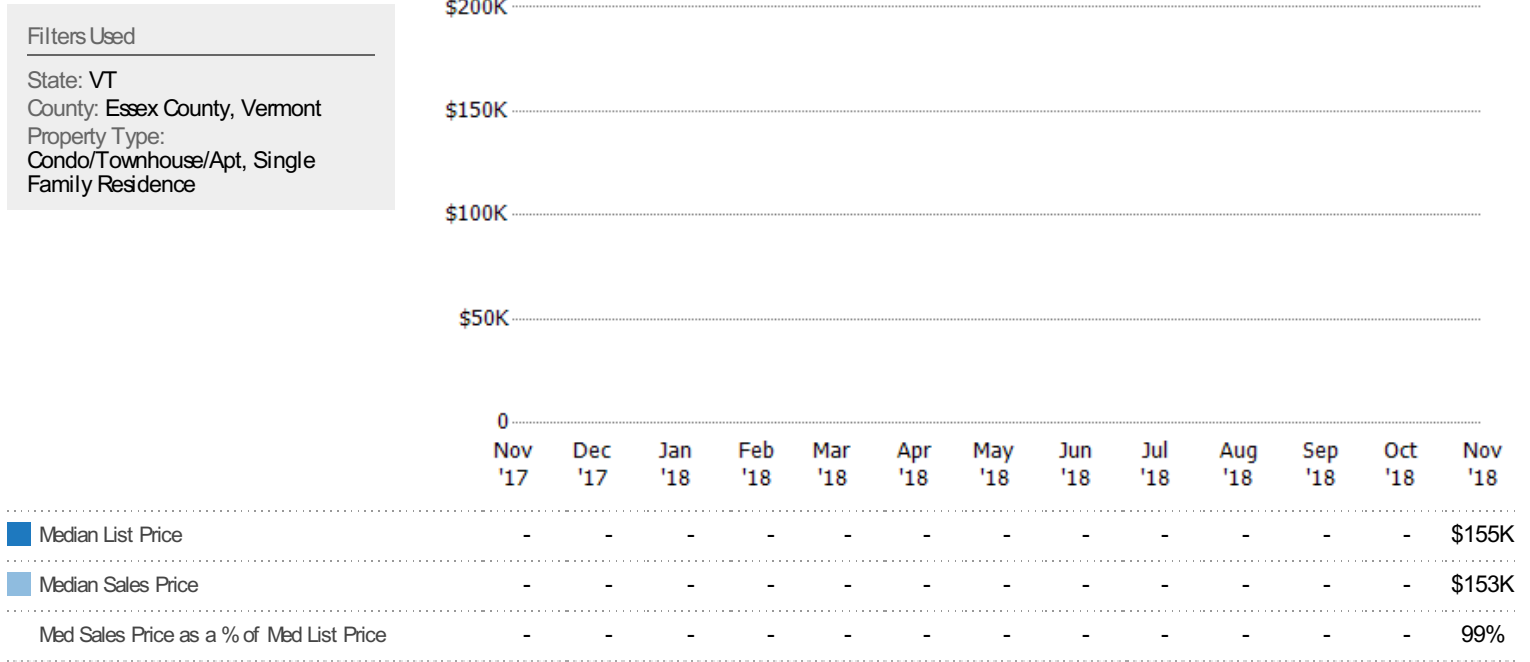 Filters Used
State: VT
County: Essex County, Vermont
Property Type:
Condo/Townhouse/Apt, Single
Family Residence
$200K
$150K
$100K
$50K
0
Nov Dec Jan Feb Mar Apr May Jun Jul Aug Sep Oct Nov
'17 '17 '18 '18 '18 '18 '18 '18 '18 '18 '18 '18 '18
Median List Price - - - - - - - - - - - - $155K
Median Sales Price - - - - - - - - - - - - $153K
Med Sales Price as a % of Med List Price - - - - - - - - - - - - 99%